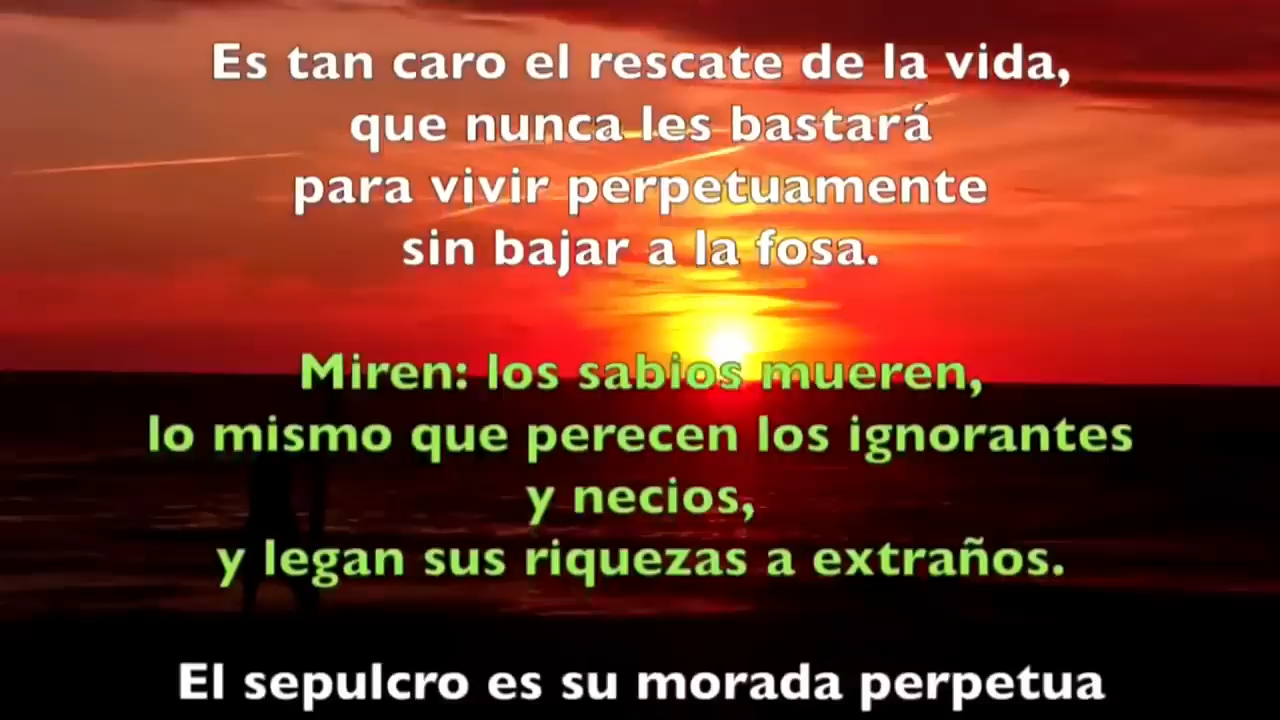 Es tan caro el rescate de la vida,
que nunca les bastará
para vivir perpetuamente
sin bajar a la fosa.
Miren: los sabios mueren,
lo mismo que perecen los ignorantes
y necios,
y legan sus riquezas a extraños.
El sepulcro es su morada perpetua